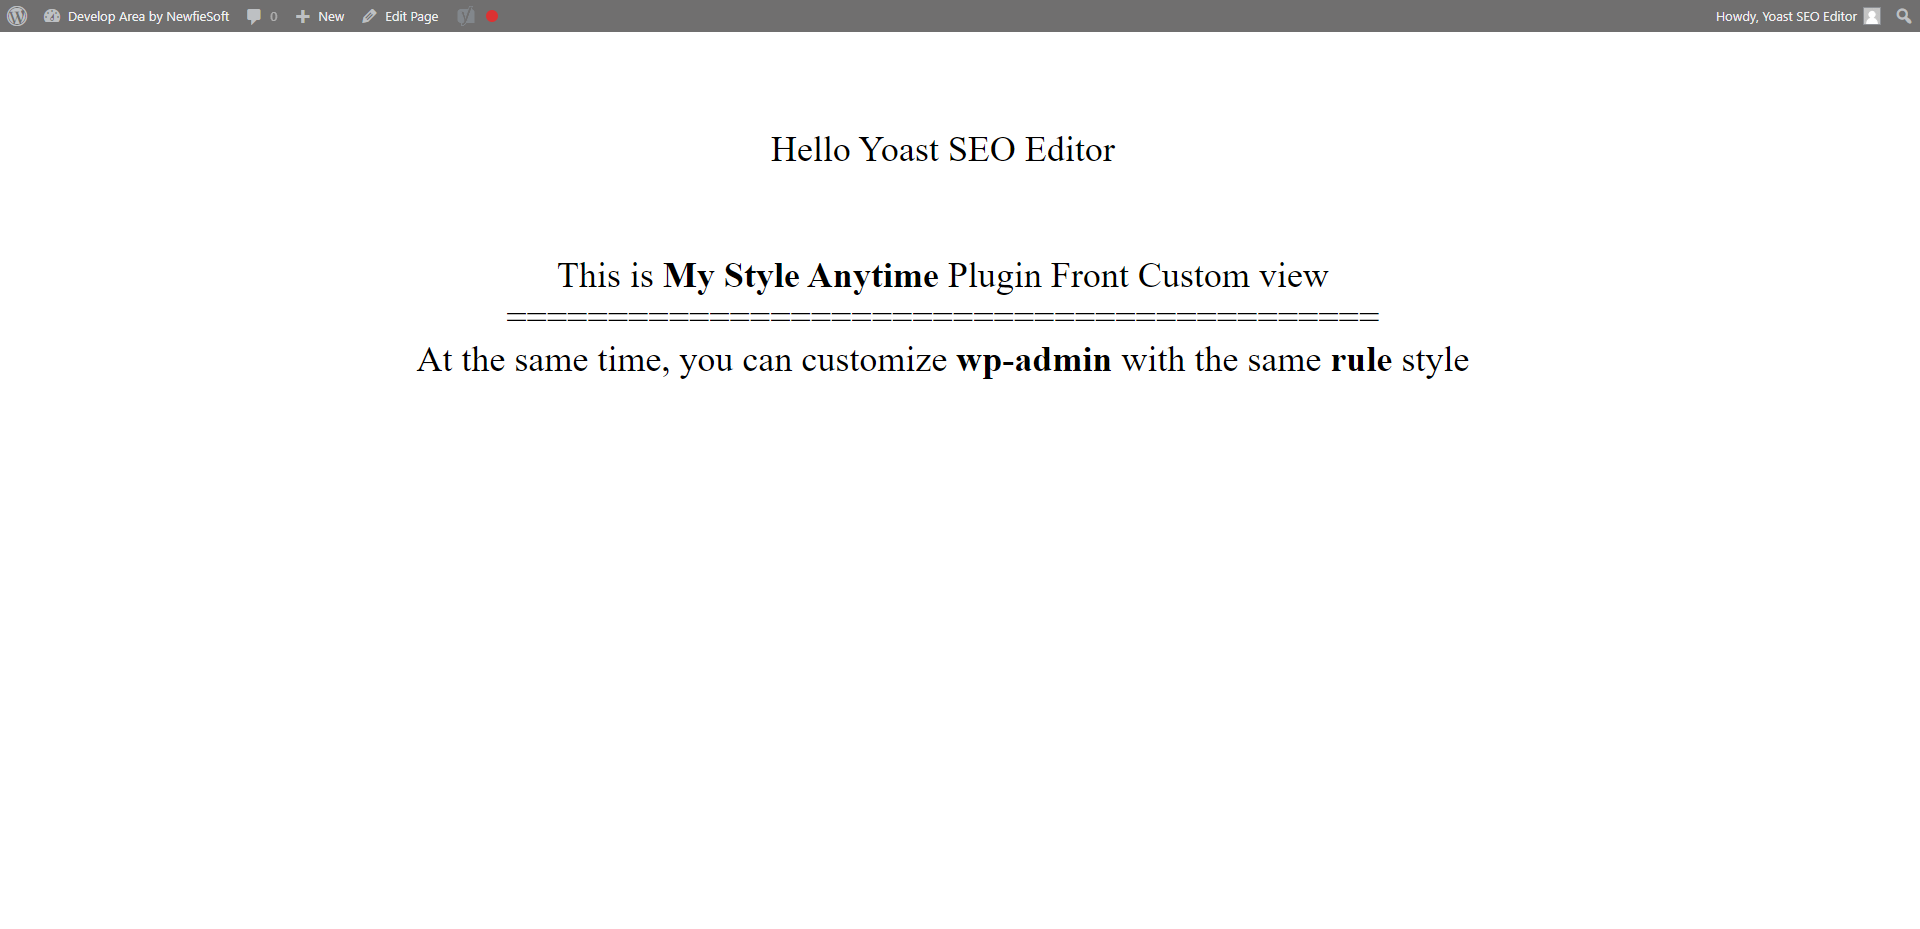 Develop Area by NewfieSoft 0 New Edit Page Howdy, Yoast SEO Editor
Hello Yoast SEO Editor
This is My Style Anytime Plugin Front Custom view
===========================================
At the same time, you can customize wp-admin with the same rule style